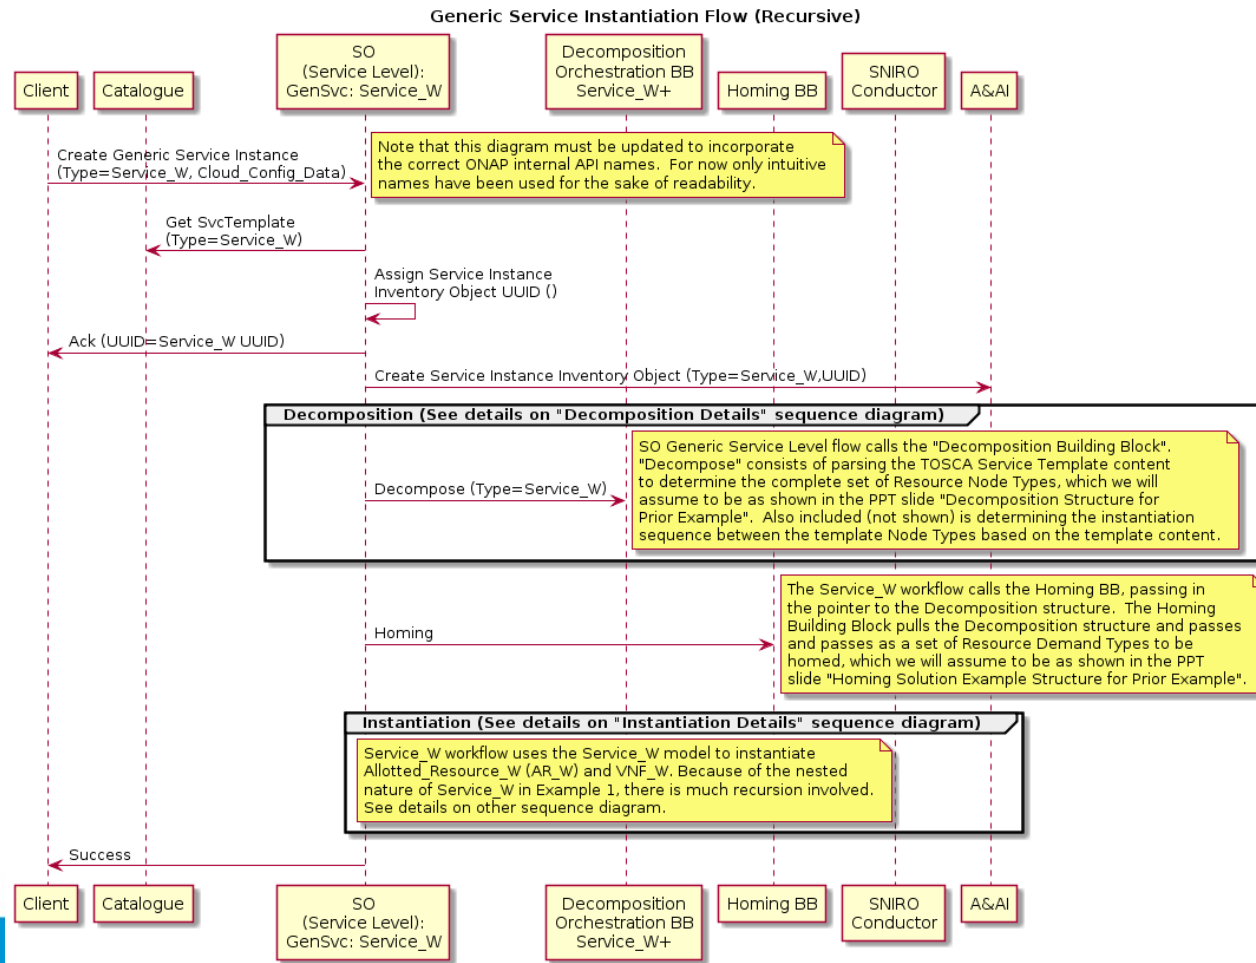 Generic Service Instantiation Flow (Recursive)
Client
Catalogue
SO
(Service Level):
GenSvc: Service_W
Decomposition
Orchestration BB
Service_W+
Homing BB
SNIRO
Conductor
A&AI
Create Generic Service Instance
(Type=Service_W, Cloud_Config_Data)
Note that this diagram must be updated to incorporate
the correct ONAP internal API names.  For now only intuitive
names have been used for the sake of readability.
Get SvcTemplate
(Type=Service_W)
Assign Service Instance
Inventory Object UUID ()
Ack (UUID=Service_W UUID)
Create Service Instance Inventory Object (Type=Service_W,UUID)
Decomposition (See details on "Decomposition Details" sequence diagram)
SO Generic Service Level flow calls the "Decomposition Building Block".
"Decompose" consists of parsing the TOSCA Service Template content
to determine the complete set of Resource Node Types, which we will
assume to be as shown in the PPT slide "Decomposition Structure for
Prior Example".  Also included (not shown) is determining the instantiation
sequence between the template Node Types based on the template content.
Decompose (Type=Service_W)
The Service_W workflow calls the Homing BB, passing in
the pointer to the Decomposition structure.  The Homing
Building Block pulls the Decomposition structure and passes
and passes as a set of Resource Demand Types to be
homed, which we will assume to be as shown in the PPT
slide "Homing Solution Example Structure for Prior Example".
Homing
Instantiation (See details on "Instantiation Details" sequence diagram)
Service_W workflow uses the Service_W model to instantiate
Allotted_Resource_W (AR_W) and VNF_W. Because of the nested
nature of Service_W in Example 1, there is much recursion involved.
See details on other sequence diagram.
Success
Client
Catalogue
SO
(Service Level):
GenSvc: Service_W
Decomposition
Orchestration BB
Service_W+
Homing BB
SNIRO
Conductor
A&AI